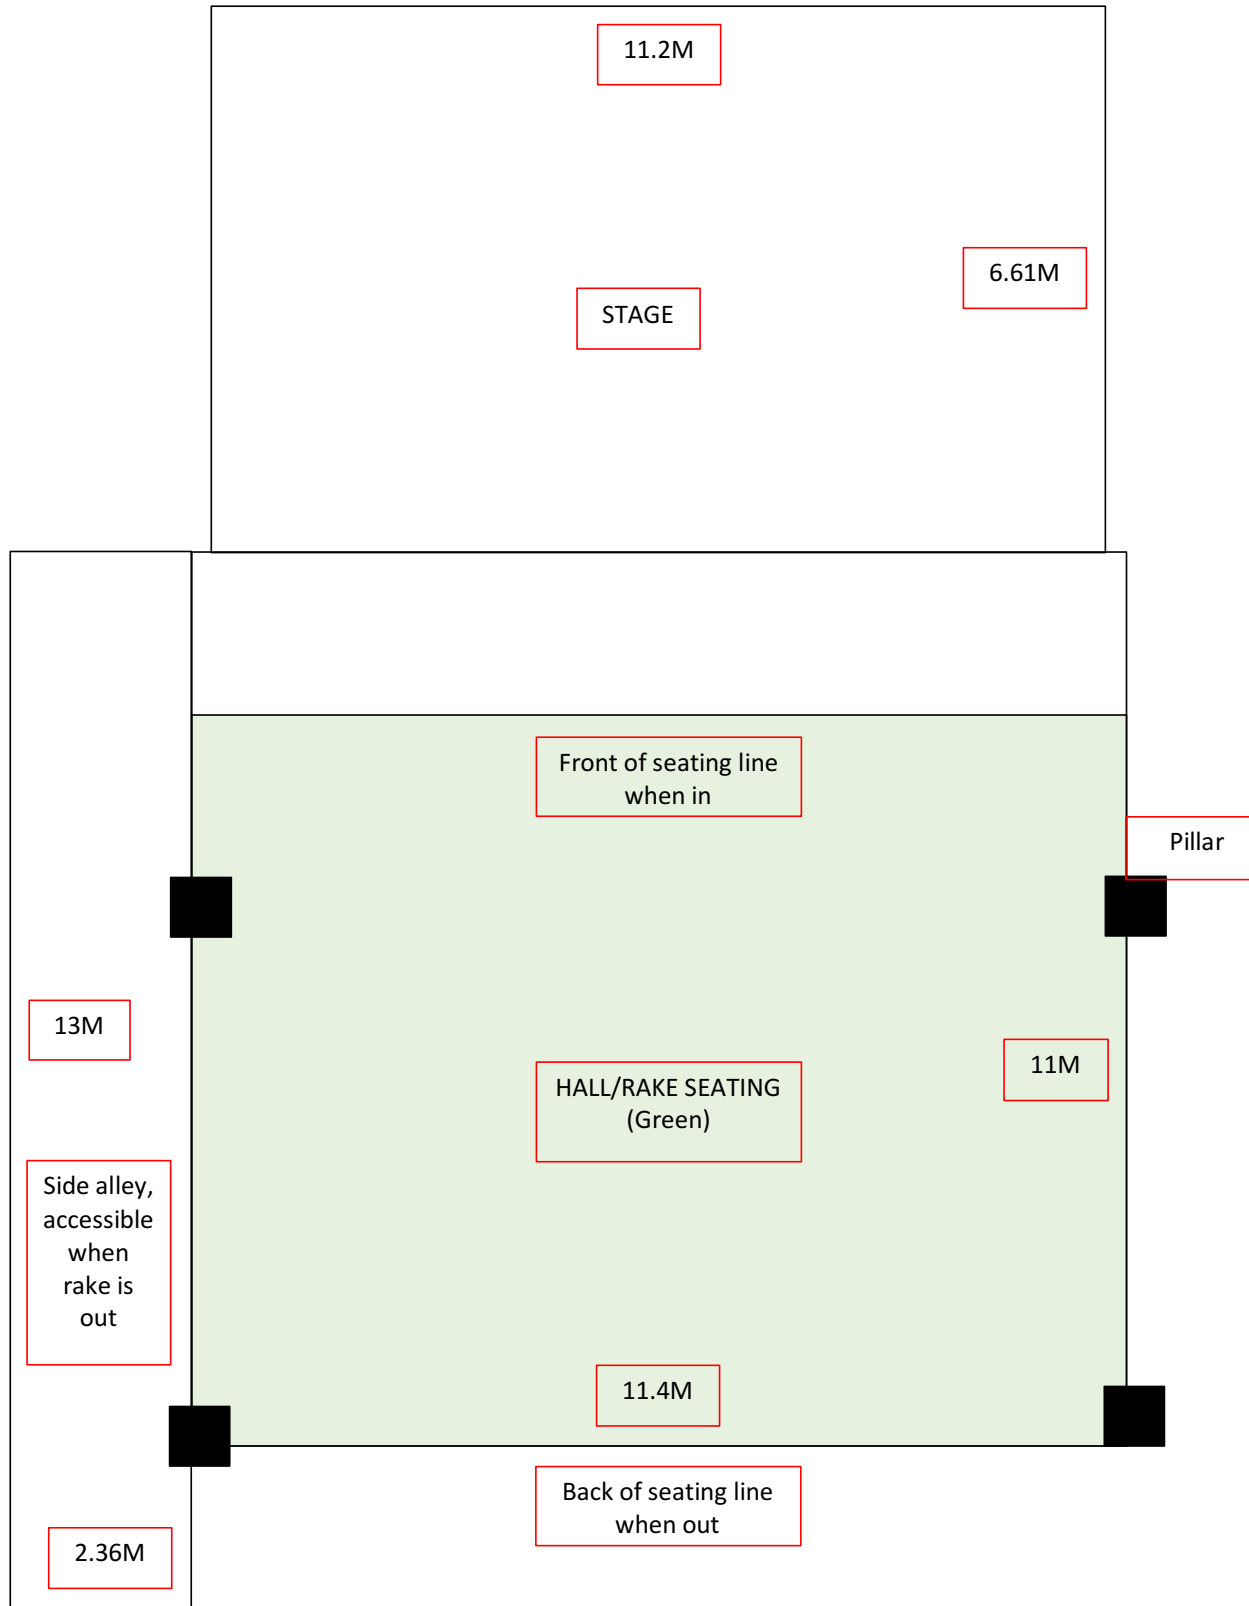 11.2M
6.61M
STAGE
Front of seating line
when in
Pillar
13M
11M
HALL/RAKE SEATING
(Green)
Side alley,
accessible
when
rake is
out
11.4M
Back of seating line
when out
2.36M